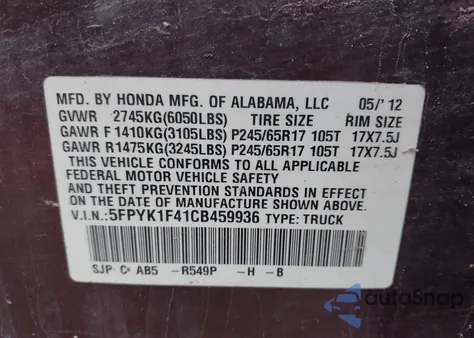 MFD. BY HONDA MFG. OF ALABAMA, LLC 05/'12
GVWR 2745KG(6050LBS) TIRE SIZE RIM SIZE
GAWR F 1410KG(3105LBS) P245/65R17 105T 17X7.5J
GAWR R1475KG(3245LBS) P245/65R17 105T 17X7.5J
THIS VEHICLE CONFORMS TO ALL APPLICABLE
FEDERAL MOTOR VEHICLE SAFETY
AND THEFT PREVENTION STANDARDS IN EFFECT
ON THE DATE OF MANUFACTURE SHOWN ABOVE.
V.I.N.:5FPYK1F41CB459936 TYPE: TRUCK
SJP C* AB5 -R549P -H -B
autoSnap